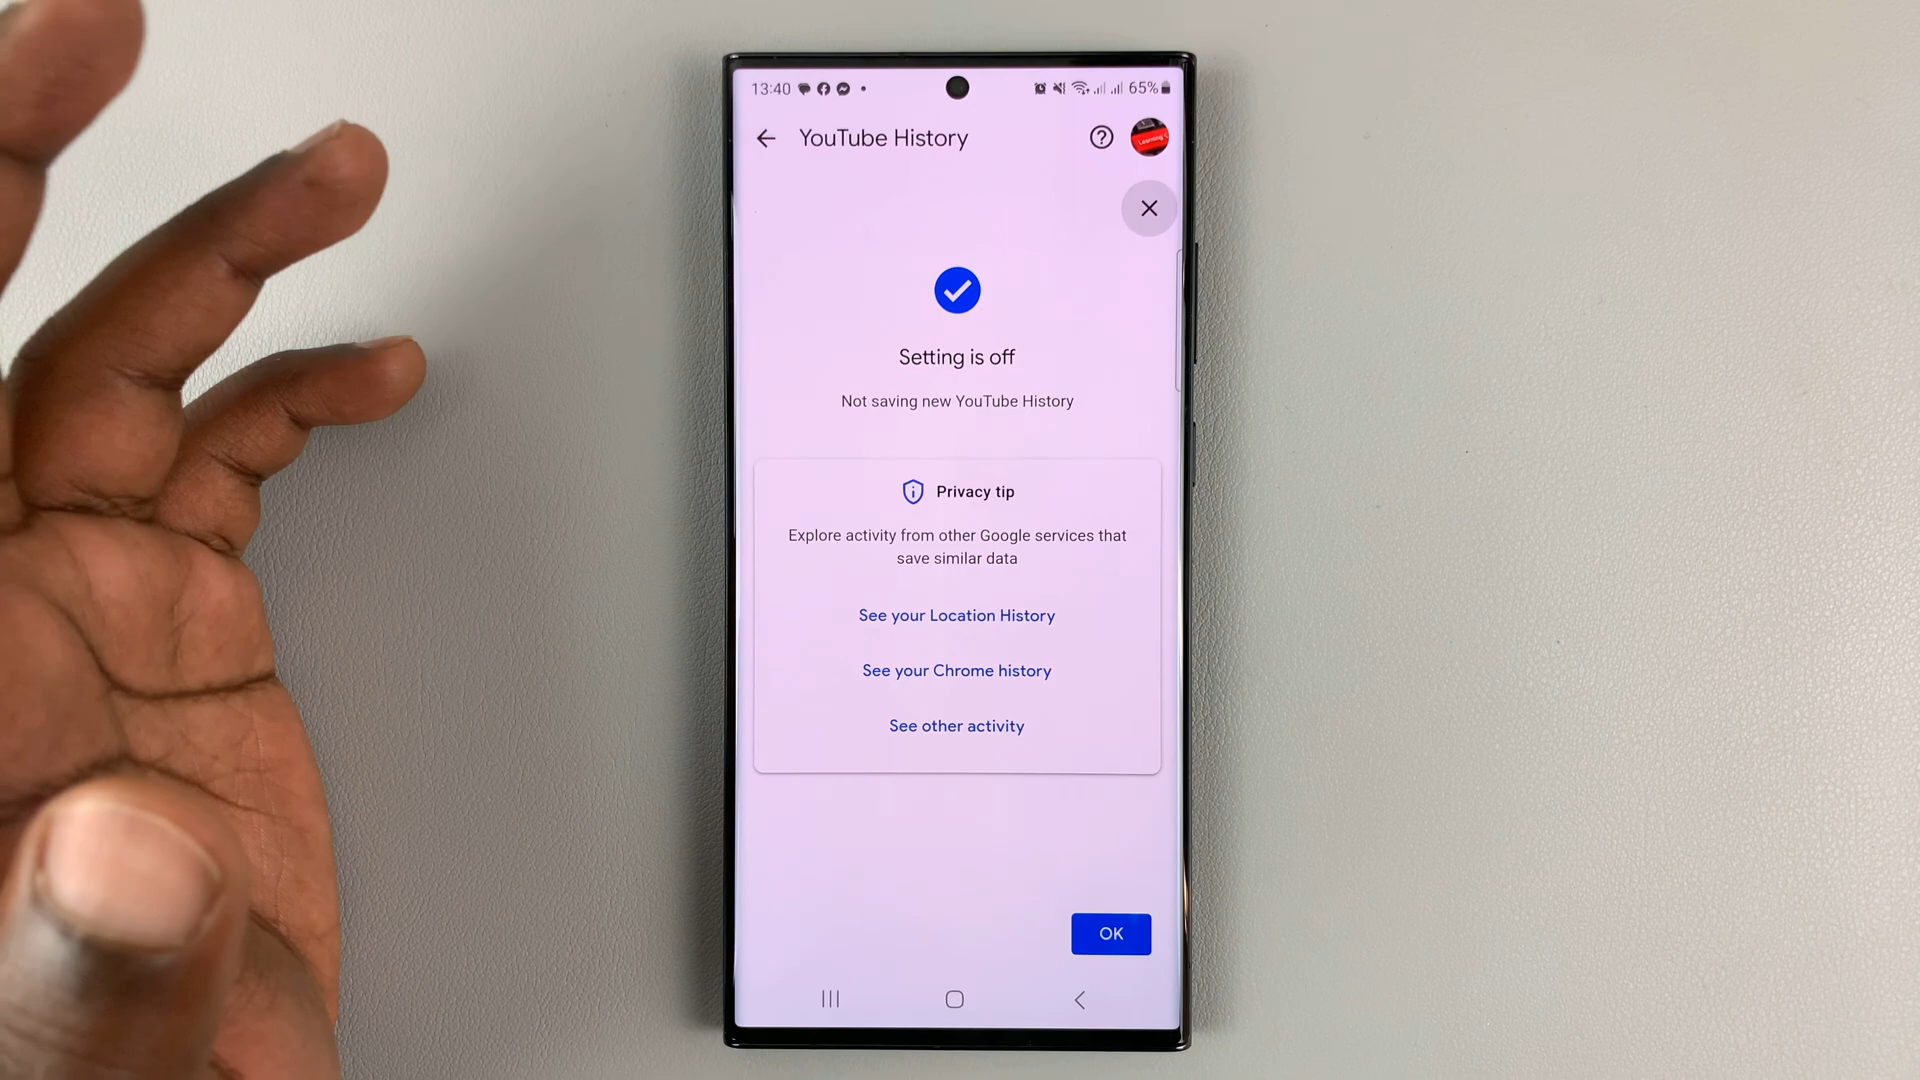 13:40
65%
YouTube History
Learning
Setting is off
Not saving new YouTube History
Privacy tip
Explore activity from other Google services that
save similar data
See your Location History
See your Chrome history
See other activity
OK